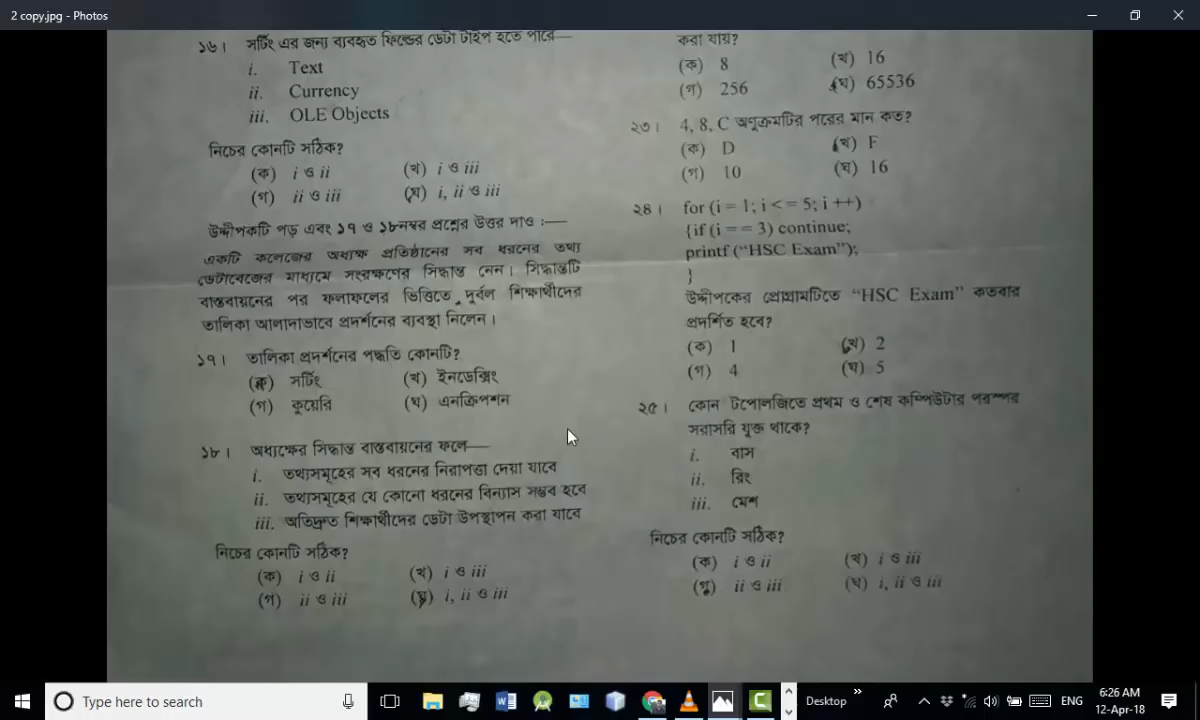 2 copy.jpg - Photos
১৬। সর্টিং এর জন্য ব্যবহৃত ফিল্ডের ডেটা টাইপ হতে পারে—
i. Text
ii. Currency
iii. OLE Objects
নিচের কোনটি সঠিক?
(ক) i ও ii (খ) i ও iii
(গ) ii ও iii (ঘ) i, ii ও iii
উদ্দীপকটি পড় এবং ১৭ ও ১৮নম্বর প্রশ্নের উত্তর দাও :—
একটি কলেজের অধ্যক্ষ প্রতিষ্ঠানের সব ধরনের তথ্য
ডেটাবেজের মাধ্যমে সংরক্ষণের সিদ্ধান্ত নেন। সিদ্ধান্তটি
বাস্তবায়নের পর ফলাফলের ভিত্তিতে দুর্বল শিক্ষার্থীদের
তালিকা আলাদাভাবে প্রদর্শনের ব্যবস্থা নিলেন।
১৭। তালিকা প্রদর্শনের পদ্ধতি কোনটি?
(ক) সর্টিং (খ) ইনডেক্সিং
(গ) কুয়েরি (ঘ) এনক্রিপশন
১৮। অধ্যক্ষের সিদ্ধান্ত বাস্তবায়নের ফলে—
i. তথ্যসমূহের সব ধরনের নিরাপত্তা দেয়া যাবে
ii. তথ্যসমূহের যে কোনো ধরনের বিন্যাস সম্ভব হবে
iii. অতিদ্রুত শিক্ষার্থীদের ডেটা উপস্থাপন করা যাবে
নিচের কোনটি সঠিক?
(ক) i ও ii (খ) i ও iii
(গ) ii ও iii (ঘ) i, ii ও iii
করা যায়?
(ক) 8 (খ) 16
(গ) 256 (ঘ) 65536
২৩। 4, 8, C অণুক্রমটির পরের মান কত?
(ক) D (খ) F
(গ) 10 (ঘ) 16
২৪। for (i = 1; i < = 5; i ++)
{if (i = = 3) continue;
printf (“HSC Exam”);
}
উদ্দীপকের প্রোগ্রামটিতে “HSC Exam” কতবার
প্রদর্শিত হবে?
(ক) 1 (খ) 2
(গ) 4 (ঘ) 5
২৫। কোন টপোলজিতে প্রথম ও শেষ কম্পিউটার পরস্পর
সরাসরি যুক্ত থাকে?
i. বাস
ii. রিং
iii. মেশ
নিচের কোনটি সঠিক?
(ক) i ও ii (খ) i ও iii
(গ) ii ও iii (ঘ) i, ii ও iii
Type here to search
Desktop
ENG
6:26 AM
12-Apr-18